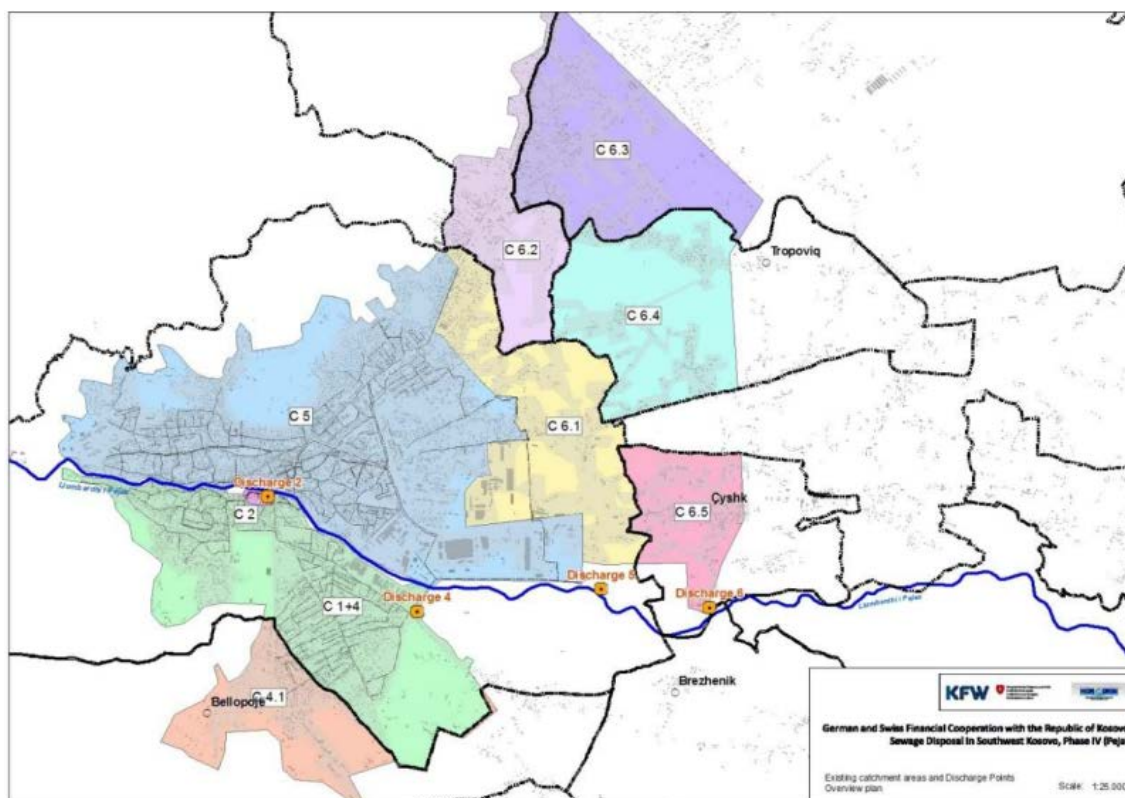 C 6.3
C 6.2
Tropoviq
C 6.4
C 5
C 6.1
Discharge 2
Çyshk
C 2
C 6.5
Discharge 5
C 1+4
Discharge 4
Discharge 6
Brezhenik
C 4.1
Bellopoje
KFW
German and Swiss Financial Cooperation with the Republic of Kosovo
Sewage Disposal in Southwest Kosovo, Phase IV (Peja
Existing catchment areas and Discharge Points
Overview plan
Scale: 1:25.000